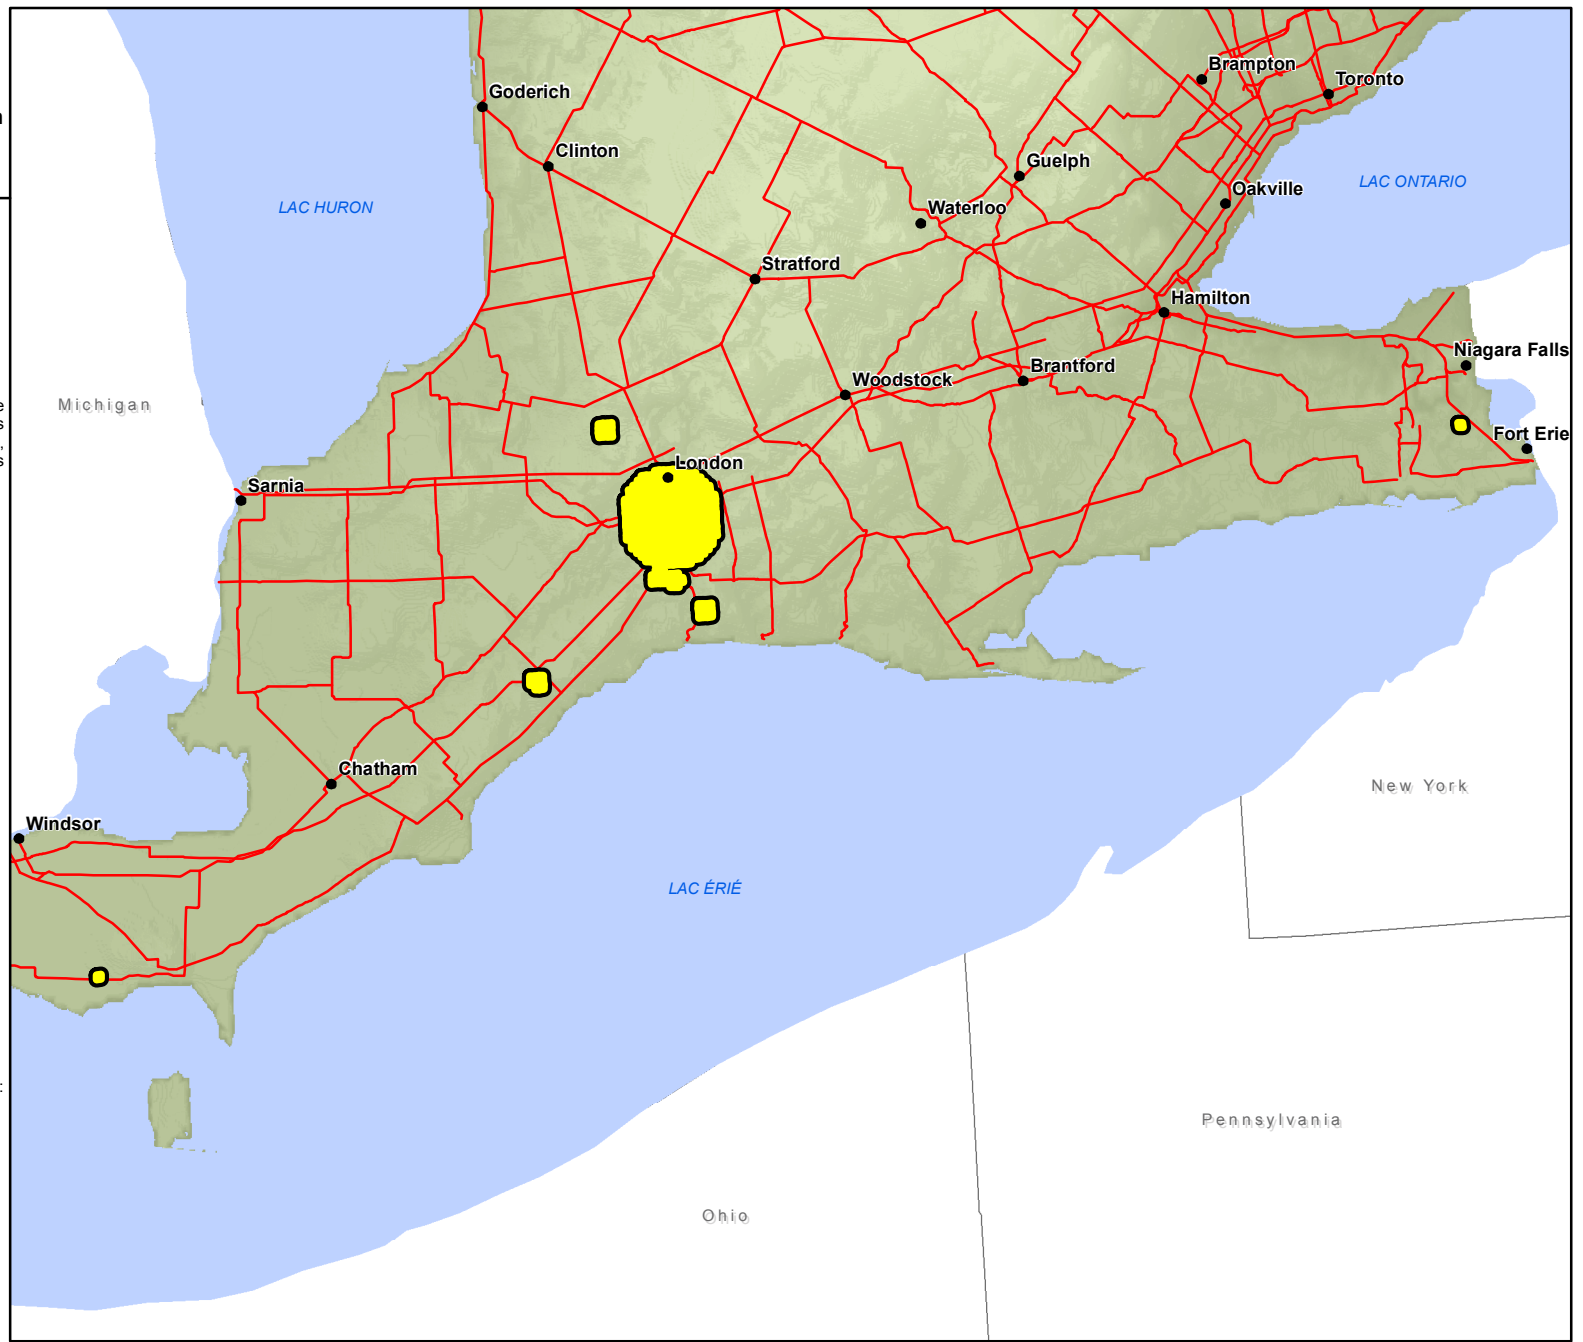 Brampton
Toronto
Goderich
Clinton
Guelph
LAC ONTARIO
Oakville
LAC HURON
Waterloo
Stratford
Hamilton
Niagara Falls
Woodstock
Brantford
Michigan
Fort Erie
London
Sarnia
Chatham
New York
Windsor
LAC ÉRIÉ
Pennsylvania
Ohio